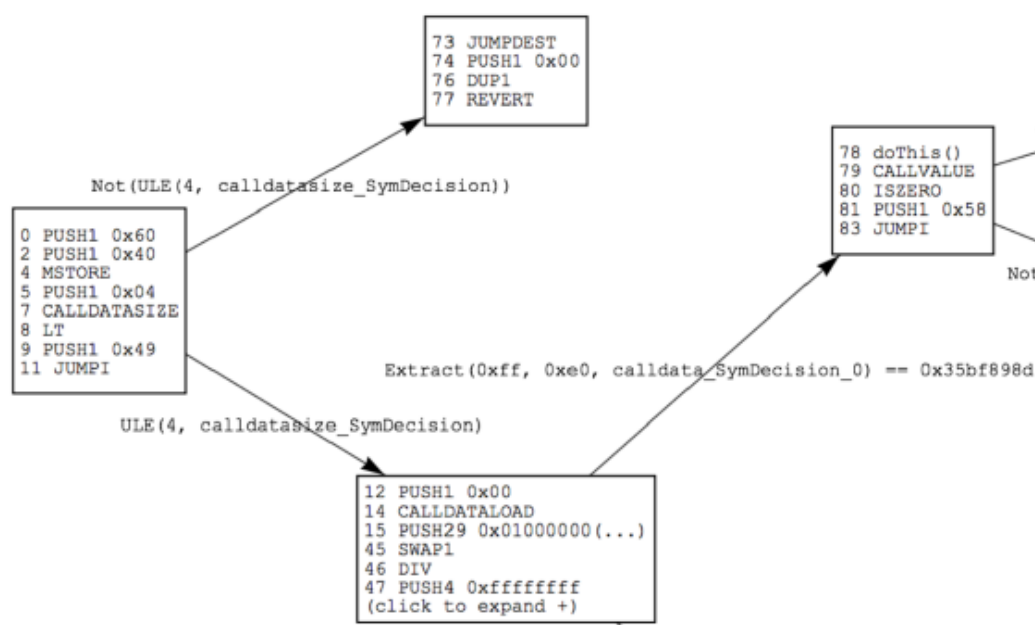 73 JUMPDEST
74 PUSH1 0x00
76 DUP1
77 REVERT
78 doThis()
79 CALLVALUE
80 ISZERO
81 PUSH1 0x58
83 JUMPI
Not(ULE(4, calldatasize_SymDecision))
0 PUSH1 0x60
2 PUSH1 0x40
4 MSTORE
5 PUSH1 0x04
7 CALLDATASIZE
8 LT
9 PUSH1 0x49
11 JUMPI
Not
Extract(0xff, 0xe0, calldata_SymDecision_0) == 0x35bf898d
ULE(4, calldatasize_SymDecision)
12 PUSH1 0x00
14 CALLDATALOAD
15 PUSH29 0x01000000(...)
45 SWAP1
46 DIV
47 PUSH4 0xffffffff
(click to expand +)